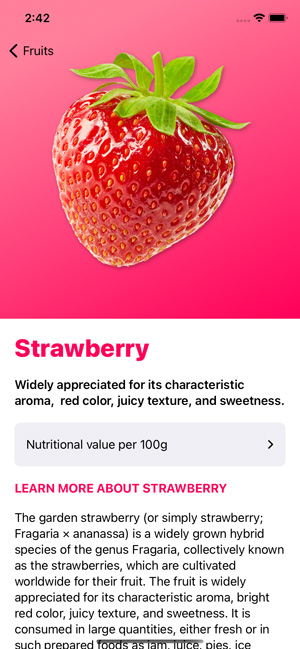 2:42
Fruits
Strawberry
Widely appreciated for its characteristic
aroma,  red color, juicy texture, and sweetness.
Nutritional value per 100g
LEARN MORE ABOUT STRAWBERRY
The garden strawberry (or simply strawberry;
Fragaria × ananassa) is a widely grown hybrid
species of the genus Fragaria, collectively known
as the strawberries, which are cultivated
worldwide for their fruit. The fruit is widely
appreciated for its characteristic aroma, bright
red color, juicy texture, and sweetness. It is
consumed in large quantities, either fresh or in
such prepared foods as jam, juice, pies, ice